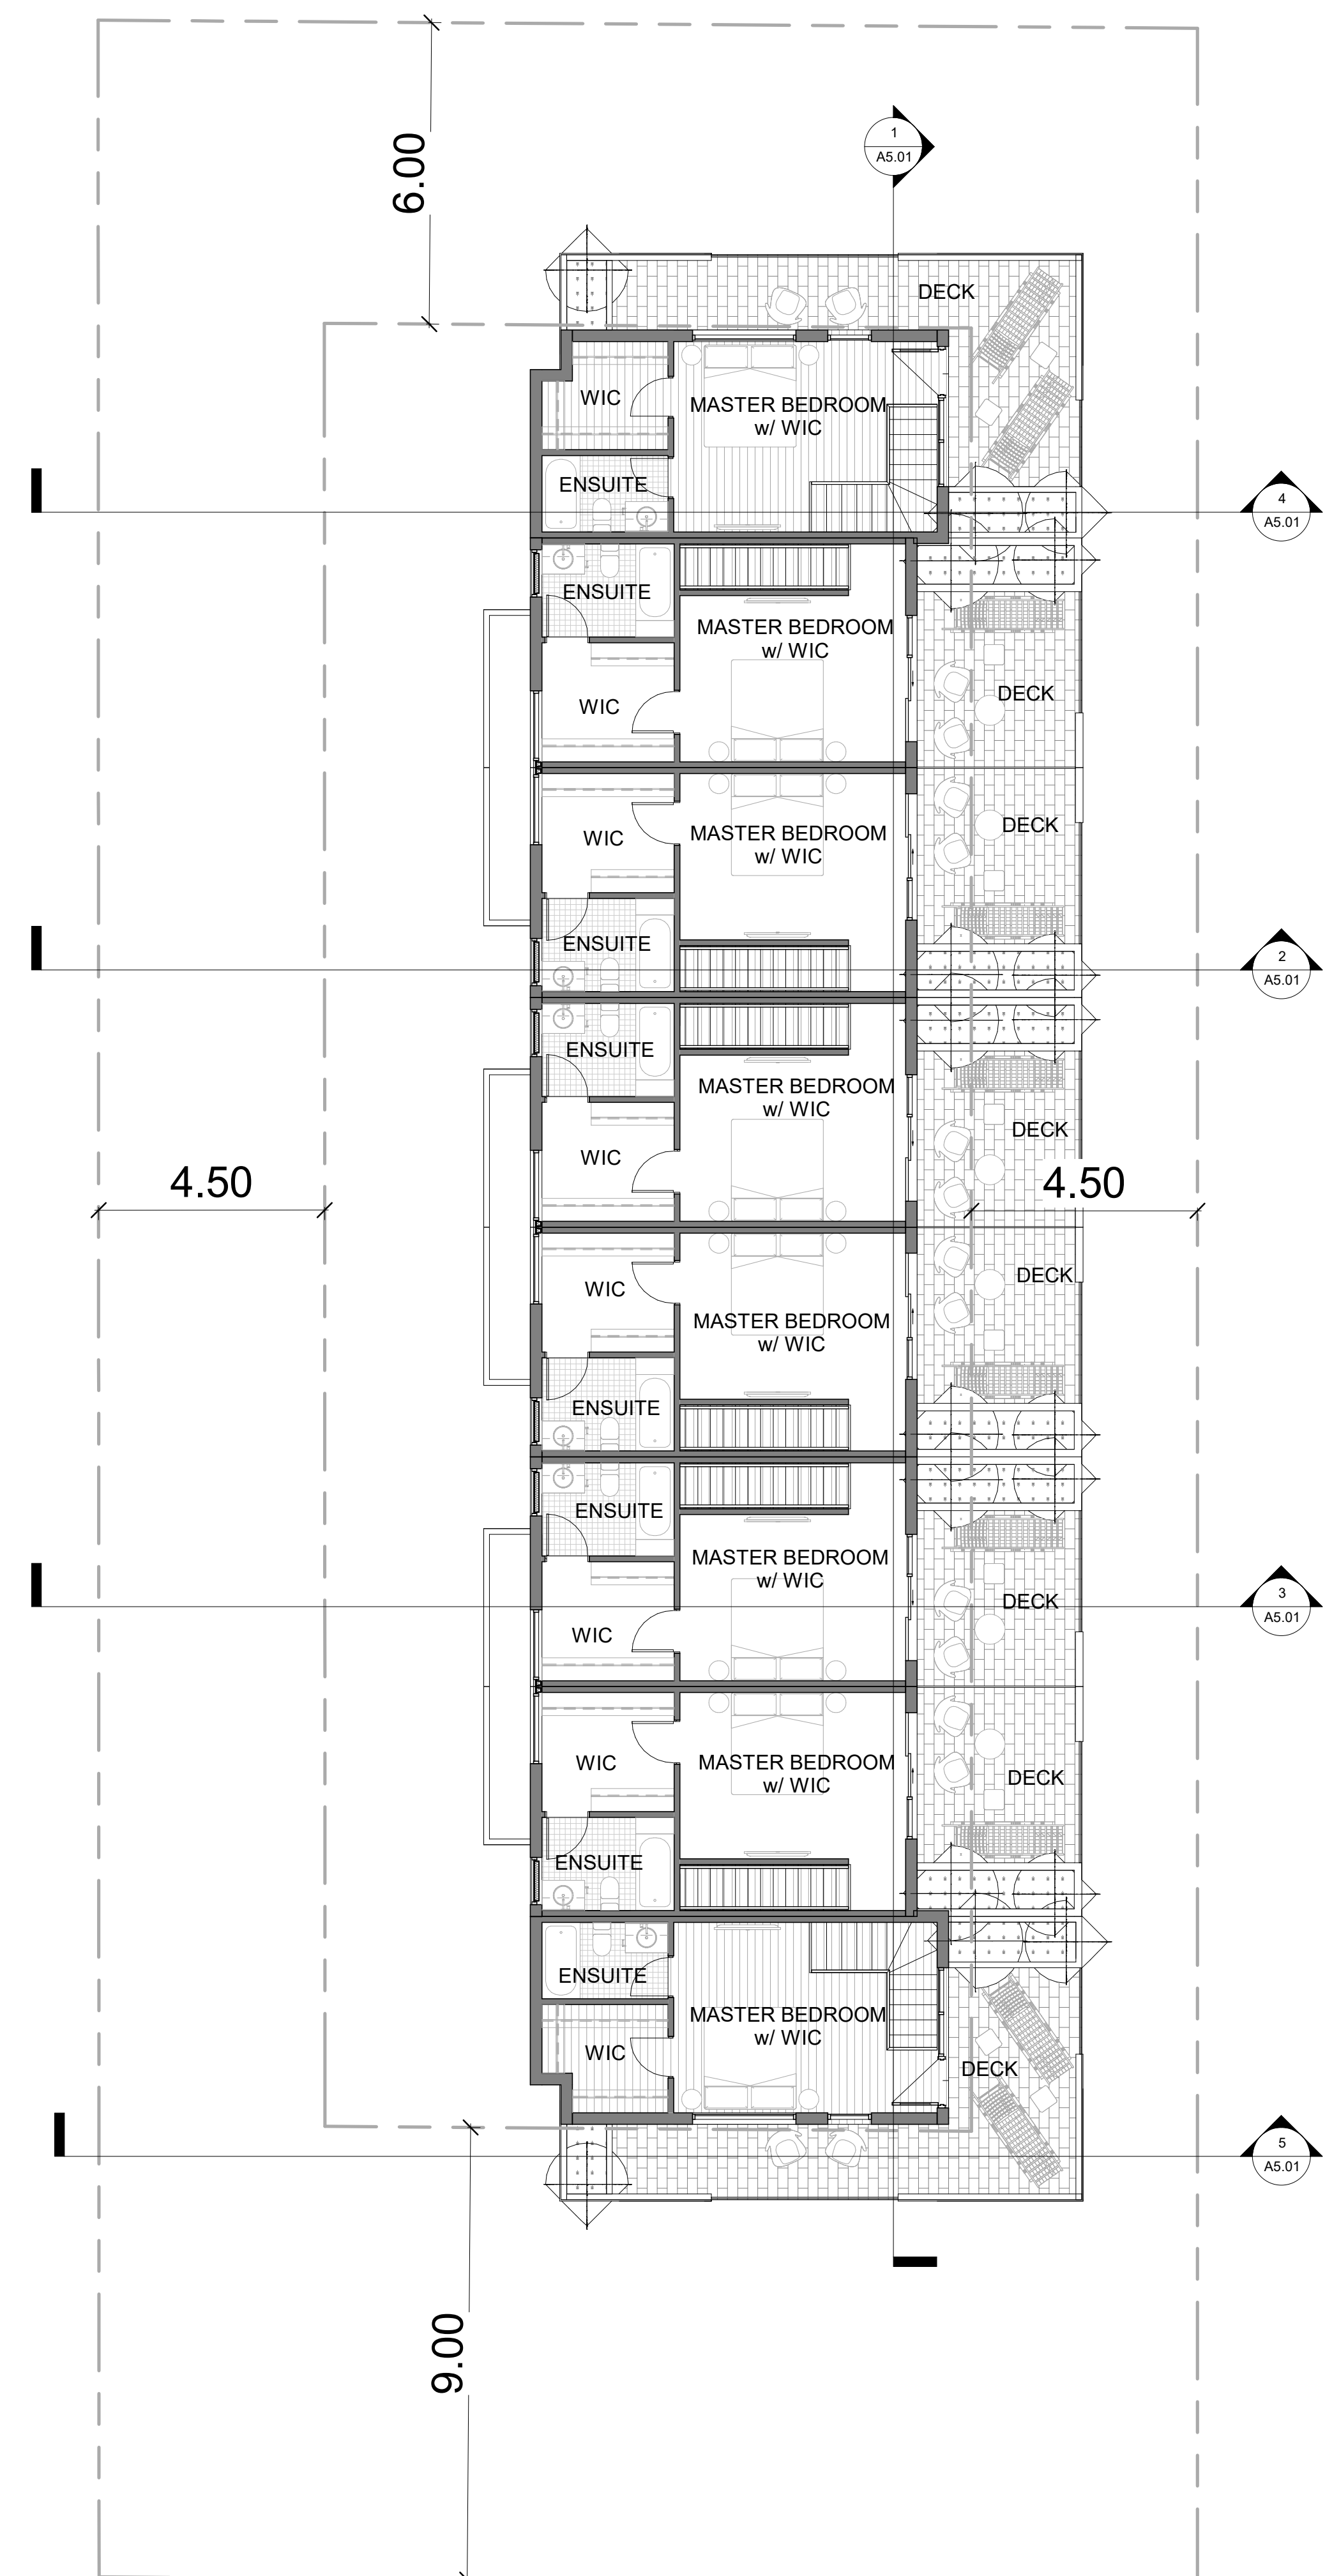 6.00
1
A5.01
DECK
WIC
MASTER BEDROOM
w/ WIC
ENSUITE
4
A5.01
ENSUITE
MASTER BEDROOM
w/ WIC
DECK
WIC
MASTER BEDROOM
w/ WIC
DECK
WIC
ENSUITE
2
A5.01
ENSUITE
MASTER BEDROOM
w/ WIC
DECK
WIC
4.50
4.50
DECK
WIC
MASTER BEDROOM
w/ WIC
ENSUITE
ENSUITE
MASTER BEDROOM
w/ WIC
DECK
3
A5.01
WIC
WIC
MASTER BEDROOM
w/ WIC
DECK
ENSUITE
ENSUITE
MASTER BEDROOM
w/ WIC
WIC
DECK
5
A5.01
9.00